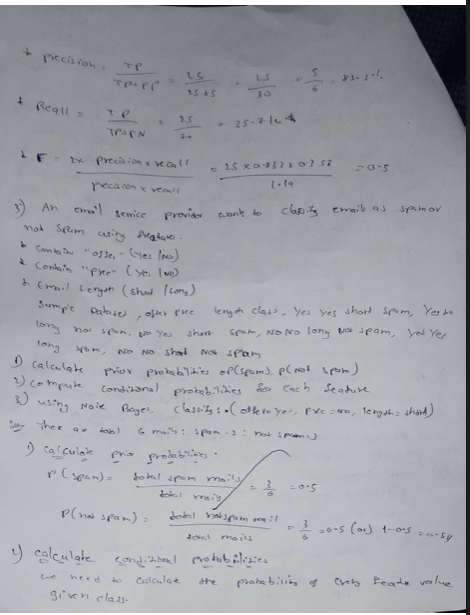 * precision = TP / TP+FP = 25 / 25+5 = 25 / 30 = 5 / 6 = 83.3%
* Recall = TP / TP+FN = 25 / 70 = 35.71%
* F = 2x precision x recall / precision x recall = 25 x 0.833 x 0.357 / 1.19 = 0.5
3) An email service provider wants to classify emails as spam or
not spam using features.
* Contain "offer" (yes/no)
* Contain "free" (yes/no)
* Email Length (short/long)
Sample Dataset, offer free length class, yes yes short spam, yes no
long not spam, no yes short spam, No No long not spam, yes yes
long spam, no no short not spam
1) calculate prior probabilities of P(spam), P(not spam)
2) compute conditional probabilities for each feature
3) using Naive Bayes, classify: (offer=yes, free=no, length=short)
There are total 6 mails: spam-3: not spam=3
1) calculate prior probabilities:
P(spam) = total spam mails / total mails = 3 / 6 = 0.5
P(not spam) = total not spam mail / total mails = 3 / 6 = 0.5 (or) 1-0.5 =
2) calculate conditional probabilities
we need to calculate the probability of every feature value
given class.